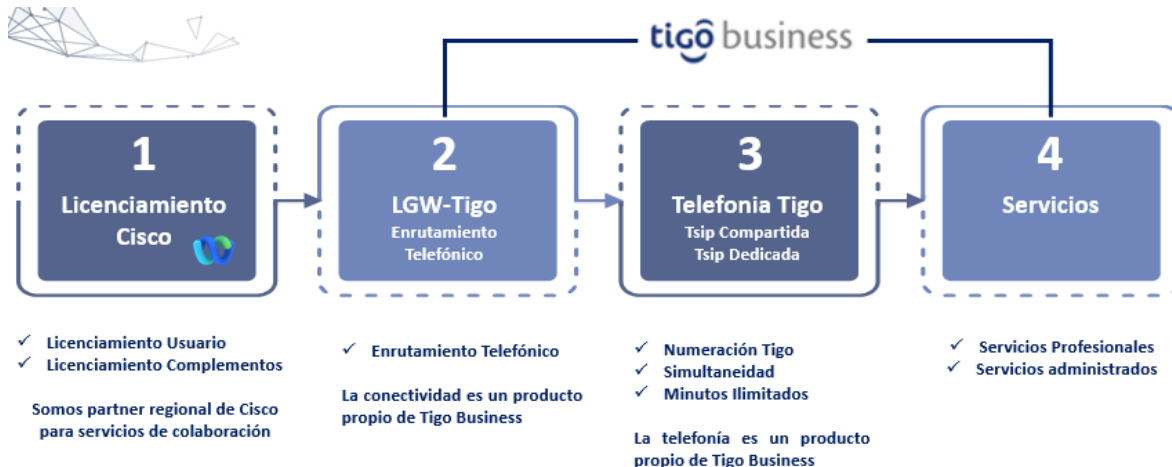 tigo business
1
Licenciamiento
Cisco
2
LGW-Tigo
Enrutamiento
Telefónico
3
Telefonia Tigo
Tsip Compartida
Tsip Dedicada
4
Servicios
✓ Licenciamiento Usuario
✓ Licenciamiento Complementos
Somos partner regional de Cisco
para servicios de colaboración
✓ Enrutamiento Telefónico
La conectividad es un producto
propio de Tigo Business
✓ Numeración Tigo
✓ Simultaneidad
✓ Minutos Ilimitados
La telefonía es un producto
propio de Tigo Business
✓ Servicios Profesionales
✓ Servicios administrados